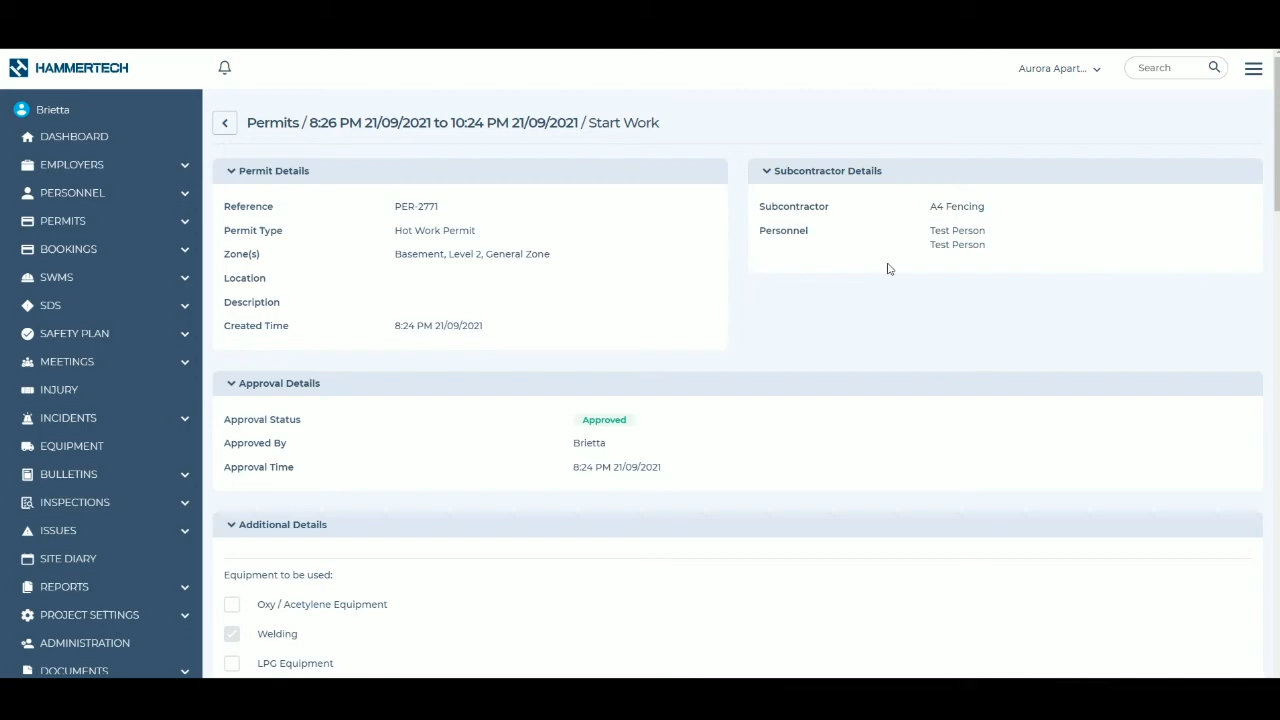 HAMMERTECH
Aurora Apart...
Search
Brietta
DASHBOARD
EMPLOYERS
PERSONNEL
PERMITS
BOOKINGS
SWMS
SDS
SAFETY PLAN
MEETINGS
INJURY
INCIDENTS
EQUIPMENT
BULLETINS
INSPECTIONS
ISSUES
SITE DIARY
REPORTS
PROJECT SETTINGS
ADMINISTRATION
DOCUMENTS
Permits / 8:26 PM 21/09/2021 to 10:24 PM 21/09/2021 / Start Work
Permit Details
Reference PER-2771
Permit Type Hot Work Permit
Zone(s) Basement, Level 2, General Zone
Location
Description
Created Time 8:24 PM 21/09/2021
Subcontractor Details
Subcontractor A4 Fencing
Personnel Test Person
Test Person
Approval Details
Approval Status Approved
Approved By Brietta
Approval Time 8:24 PM 21/09/2021
Additional Details
Equipment to be used:
Oxy / Acetylene Equipment
Welding
LPG Equipment